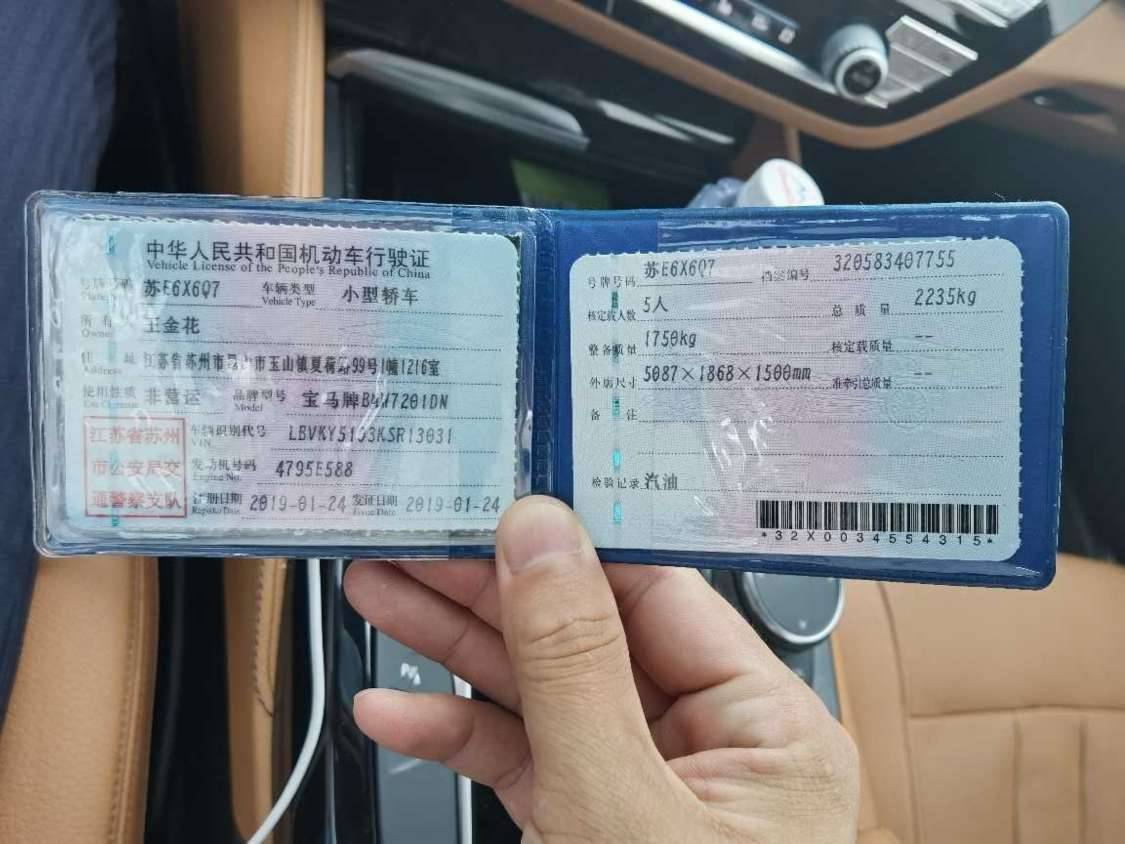 中华人民共和国机动车行驶证
Vehicle License of the People's Republic of China
号牌号码 苏E6X6Q7 车辆类型 小型轿车
Vehicle Type
所有人 王金花
Owner
住址 江苏省苏州市昆山市玉山镇夏荷路99号1幢1216室
Address
使用性质 非营运 品牌型号 宝马牌BMW7201DN
Use Character Model
江苏省苏州
市公安局交
通警察支队
车辆识别代号 LBVKY5103KSR13031
VIN
发动机号码 4795E588
Engine No.
注册日期 2019-01-24 发证日期 2019-01-24
Register Date Issue Date
号牌号码 苏E6X6Q7 档案编号 320583407755
核定载人数 5人 总质量 2235kg
整备质量 1750kg 核定载质量 --
外廓尺寸 5087×1868×1500mm 准牵引总质量 --
备注
检验记录 汽油
*32X0034554315*